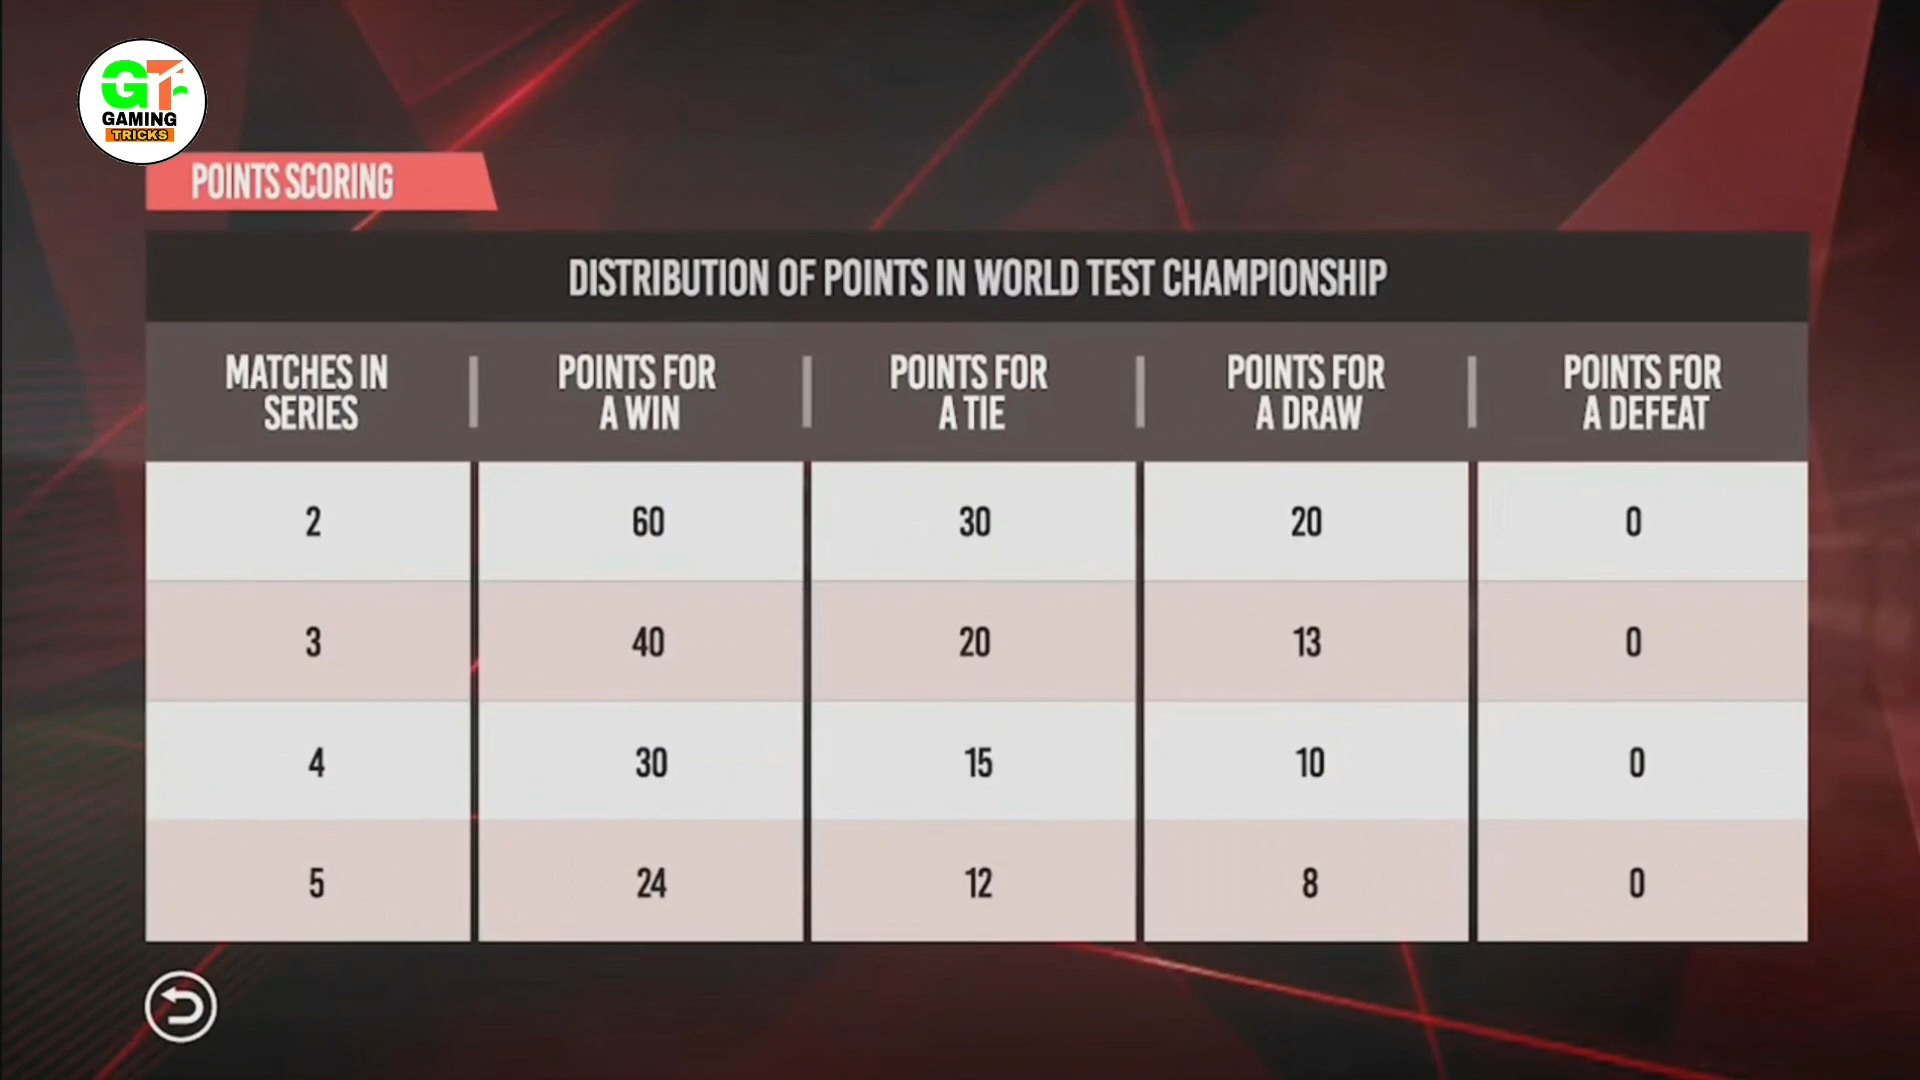 GT
GAMING
TRICKS
POINTS SCORING
DISTRIBUTION OF POINTS IN WORLD TEST CHAMPIONSHIP
MATCHES IN SERIES | POINTS FOR A WIN | POINTS FOR A TIE | POINTS FOR A DRAW | POINTS FOR A DEFEAT
2 60 30 20 0
3 40 20 13 0
4 30 15 10 0
5 24 12 8 0